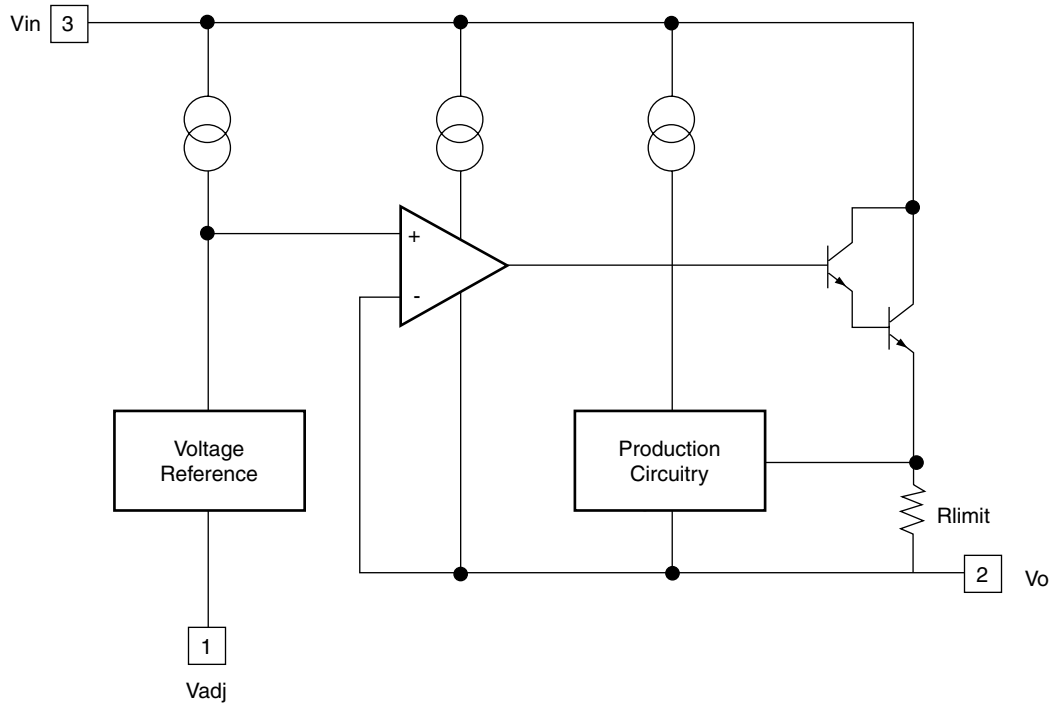 Vin 3
+
-
Voltage
Reference
Production
Circuitry
Rlimit
2 Vo
1
Vadj